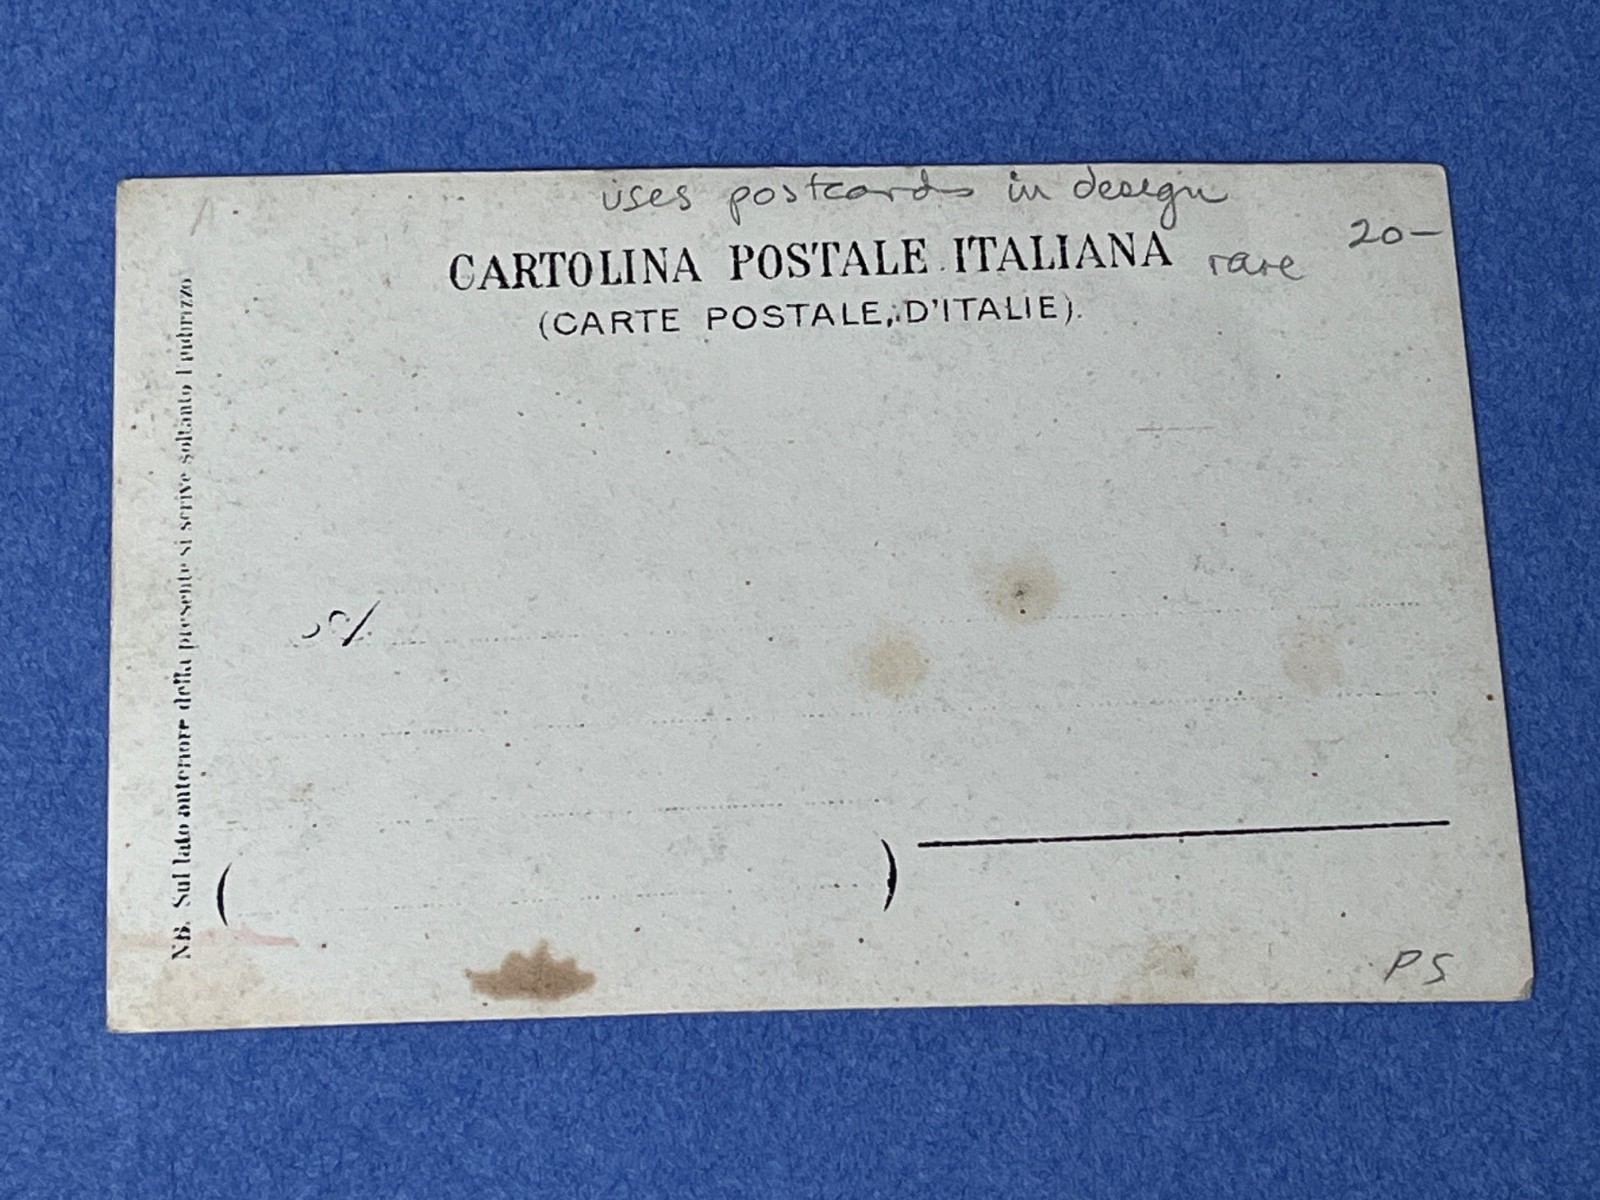 uses postcards in design
20-
CARTOLINA POSTALE ITALIANA
rare
(CARTE POSTALE, D'ITALIE).
NB. Sul lato anteriore della presente si scrive soltanto l'indirizzo
A
(
)
PS